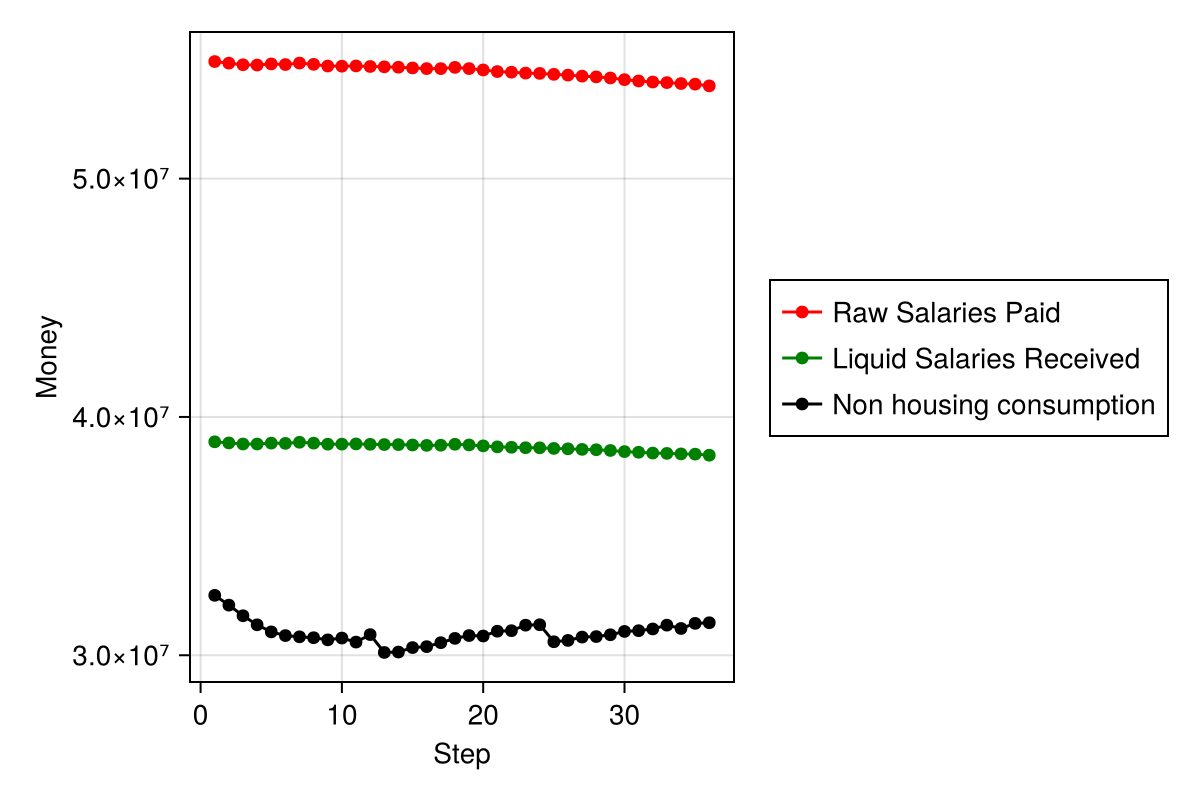 5.0×10⁷
4.0×10⁷
3.0×10⁷
Money
0 10 20 30
Step
Raw Salaries Paid
Liquid Salaries Received
Non housing consumption